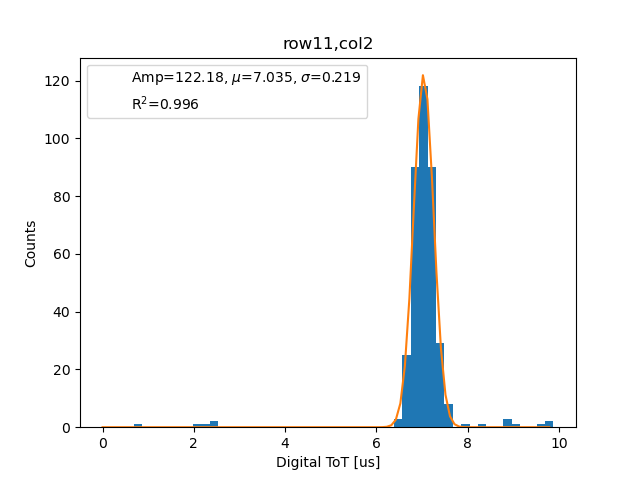 row11,col2
Amp=122.18, μ=7.035, σ=0.219
R²=0.996
120
100
80
60
40
20
0
Counts
0 2 4 6 8 10
Digital ToT [us]